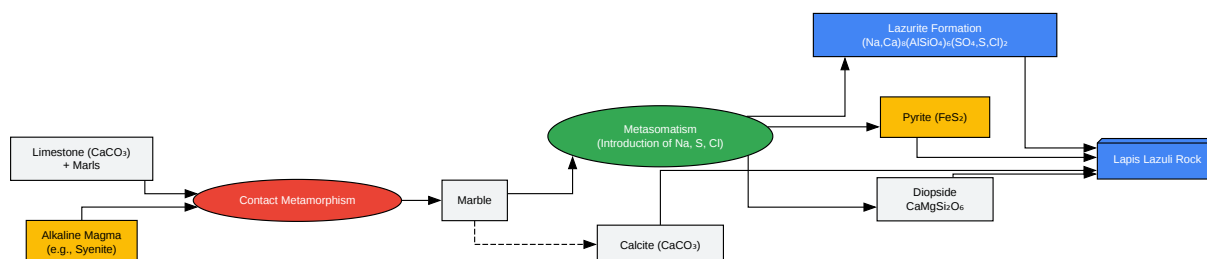 Lazurite Formation
(Na,Ca)₈(AlSiO₄)₆(SO₄,S,Cl)₂
Pyrite (FeS₂)
Metasomatism
(Introduction of Na, S, Cl)
Limestone (CaCO₃)
+ Marls
Lapis Lazuli Rock
Contact Metamorphism
Marble
Diopside
CaMgSi₂O₆
Alkaline Magma
(e.g., Syenite)
Calcite (CaCO₃)